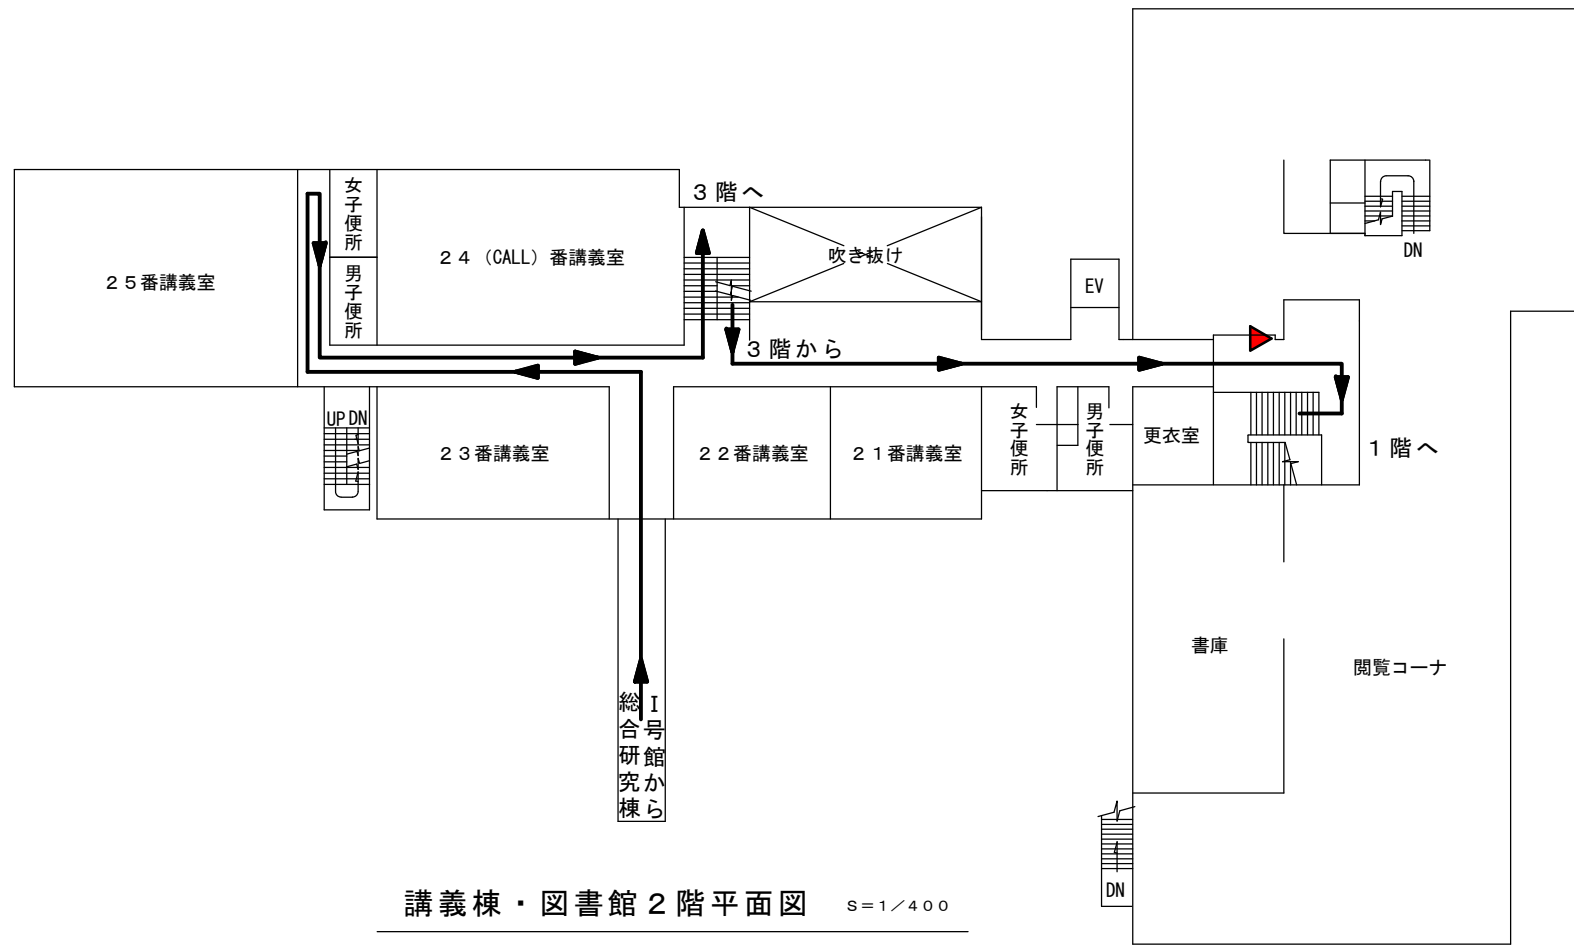 ３階へ
女子便所
２４（CALL）番講義室
吹き抜け
DN
２５番講義室
男子便所
EV
３階から
UP DN
２３番講義室
２２番講義室
２１番講義室
女子便所
男子便所
更衣室
１階へ
書庫
閲覧コーナ
Ｉ号館から
総合研究棟
DN
講義棟・図書館２階平面図 S=1／400